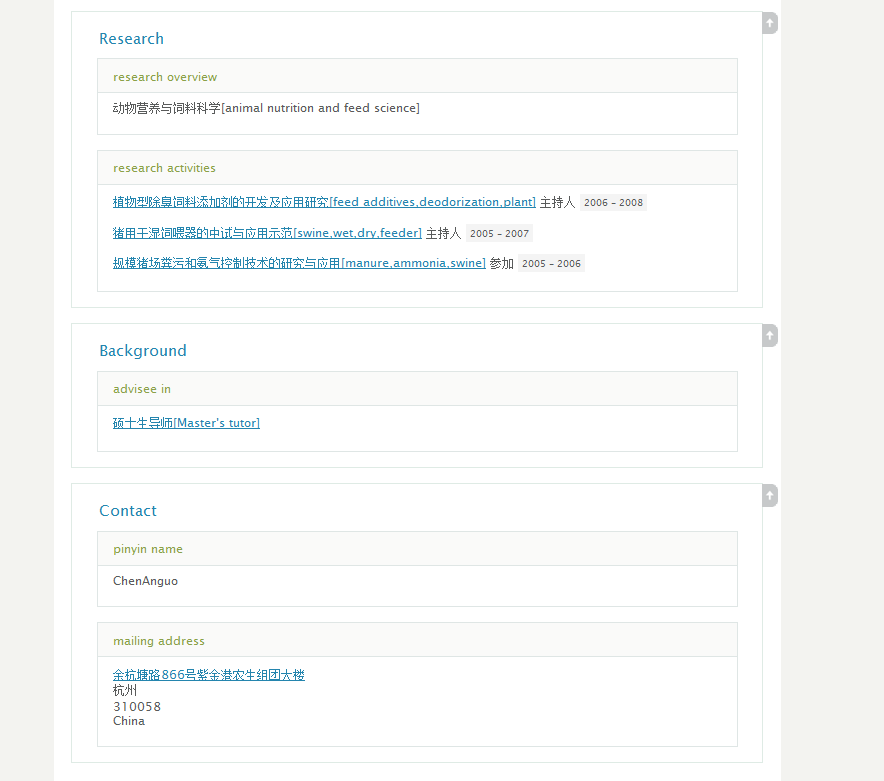 Research
research overview
动物营养与饲料科学[animal nutrition and feed science]
research activities
植物型除臭饲料添加剂的开发及应用研究[feed additives,deodorization,plant] 主持人 2006 – 2008
猪用干湿饲喂器的中试与应用示范[swine,wet,dry,feeder] 主持人 2005 – 2007
规模猪场粪污和氨气控制技术的研究与应用[manure,ammonia,swine] 参加 2005 – 2006
Background
advisee in
硕士生导师[Master's tutor]
Contact
pinyin name
ChenAnguo
mailing address
余杭塘路866号紫金港农生组团大楼
杭州
310058
China